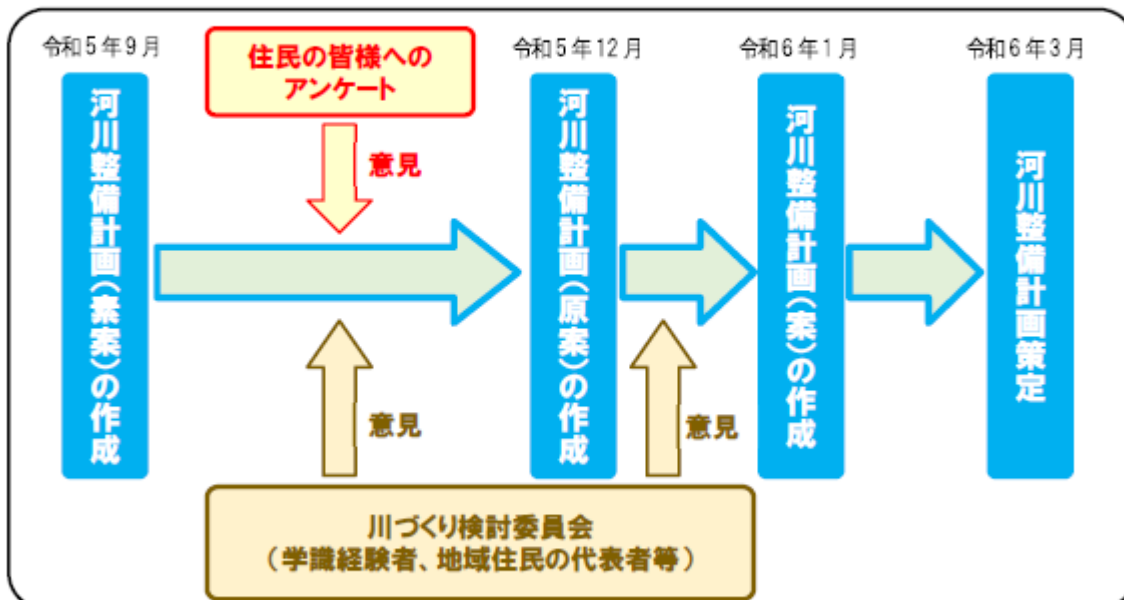 令和5年9月
住民の皆様への
アンケート
令和5年12月
令和6年1月
令和6年3月
河川整備計画(素案)の作成
意見
河川整備計画(原案)の作成
河川整備計画(案)の作成
河川整備計画策定
意見
意見
川づくり検討委員会
(学識経験者、地域住民の代表者等)